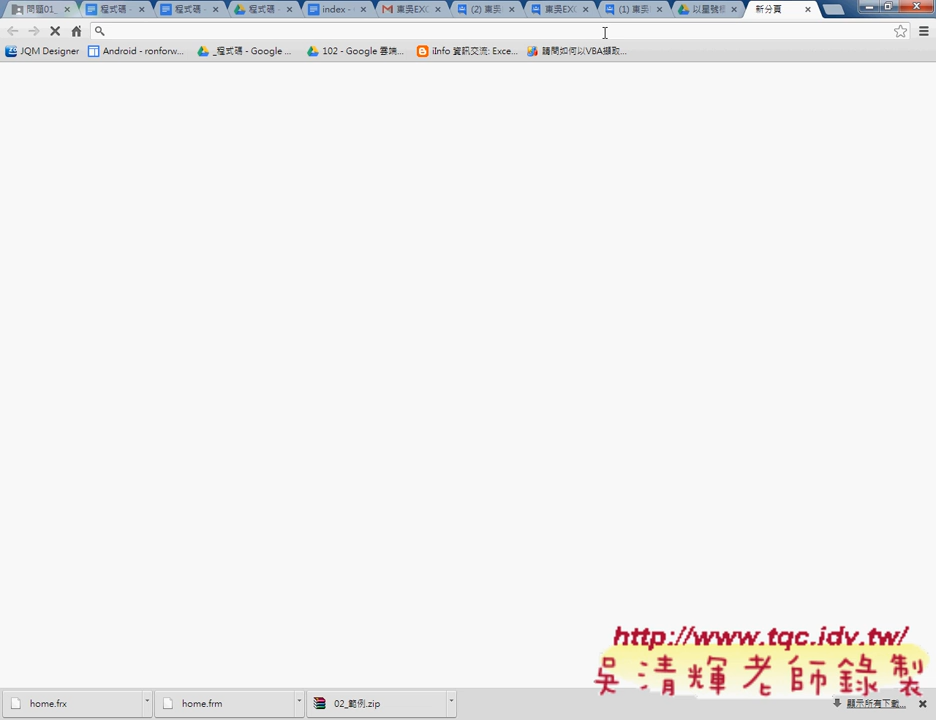 問題01_
程式碼 -
程式碼 -
程式碼 -
index -
東吳EXC
(2) 東吳
東吳EXC
(1) 東吳
以星號標
新分頁
JQM Designer
Android - ronforw...
_程式碼 - Google ...
102 - Google 雲端...
iInfo 資訊交流: Exce...
請問如何以VBA擷取...
http://www.tqc.idv.tw/
吳清輝老師錄製
home.frx
home.frm
02_範例.zip
顯示所有下載...